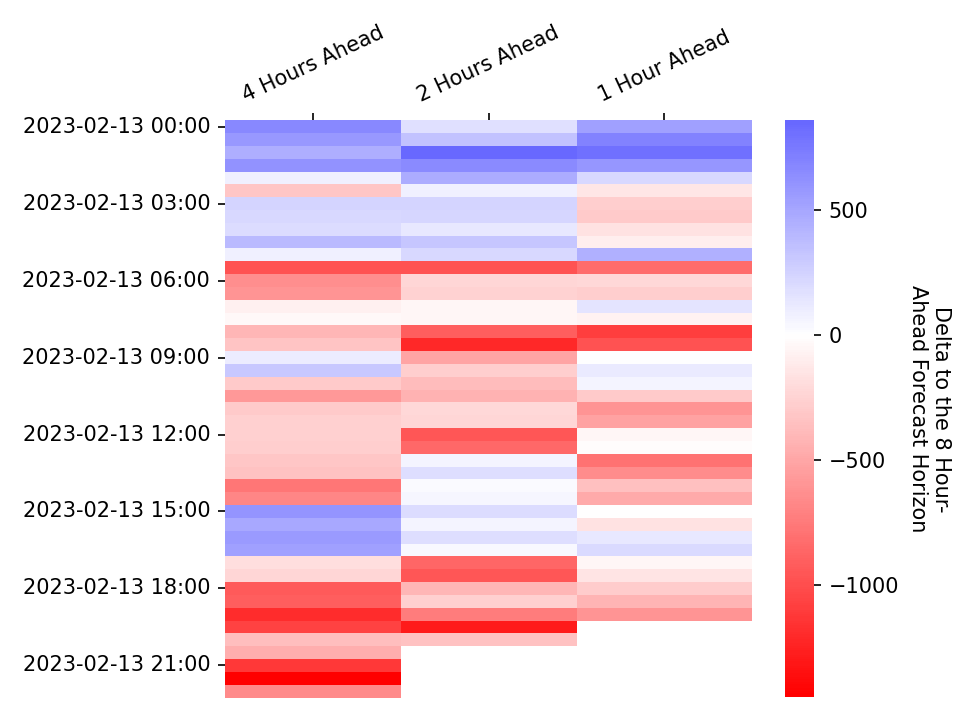 4 Hours Ahead
2 Hours Ahead
1 Hour Ahead
2023-02-13 00:00
2023-02-13 03:00
2023-02-13 06:00
2023-02-13 09:00
2023-02-13 12:00
2023-02-13 15:00
2023-02-13 18:00
2023-02-13 21:00
500
0
−500
−1000
Delta to the 8 Hour-
Ahead Forecast Horizon